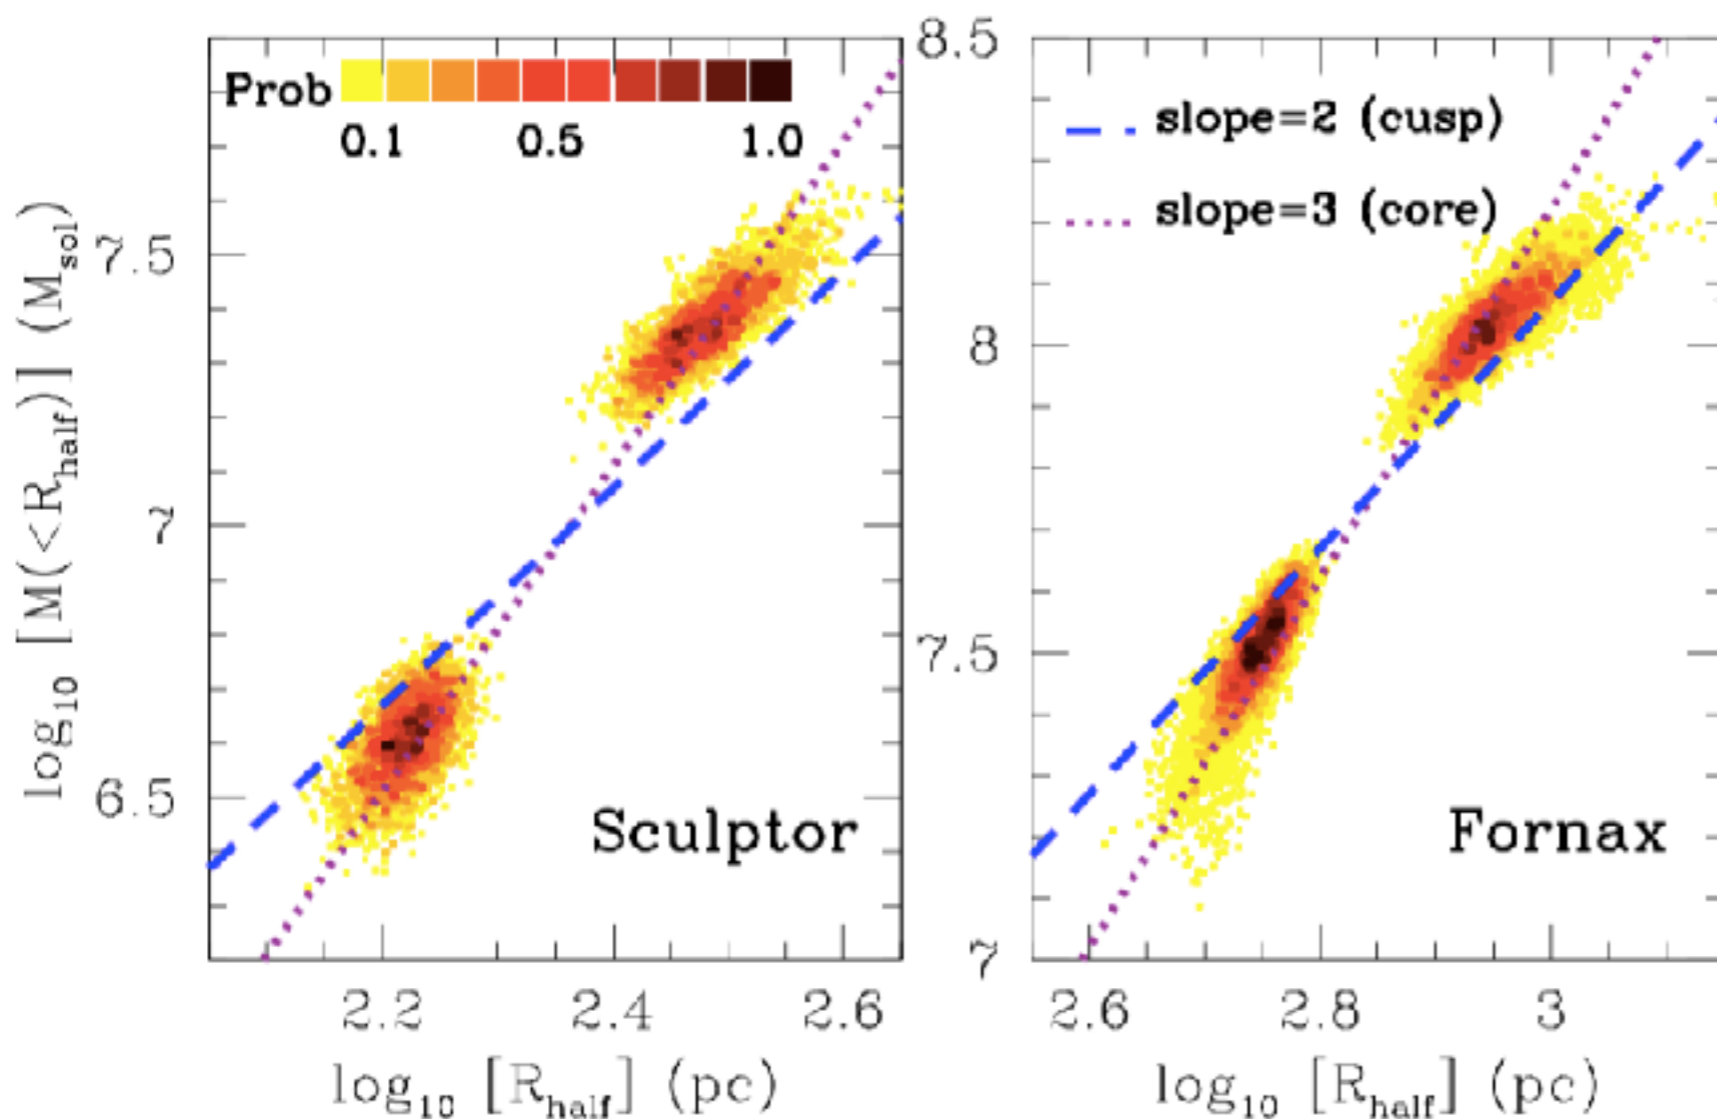 Prob
0.1 0.5 1.0
log10 [M(<Rhalf)] (Msol)
7.5
7
6.5
Sculptor
2.2 2.4 2.6
log10 [Rhalf] (pc)
8.5
8
7.5
7
slope=2 (cusp)
slope=3 (core)
Fornax
2.6 2.8 3
log10 [Rhalf] (pc)